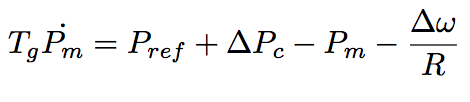 $T_g \dot{P_m} = P_{ref} + \Delta P_c - P_m - \frac{\Delta \omega}{R}$